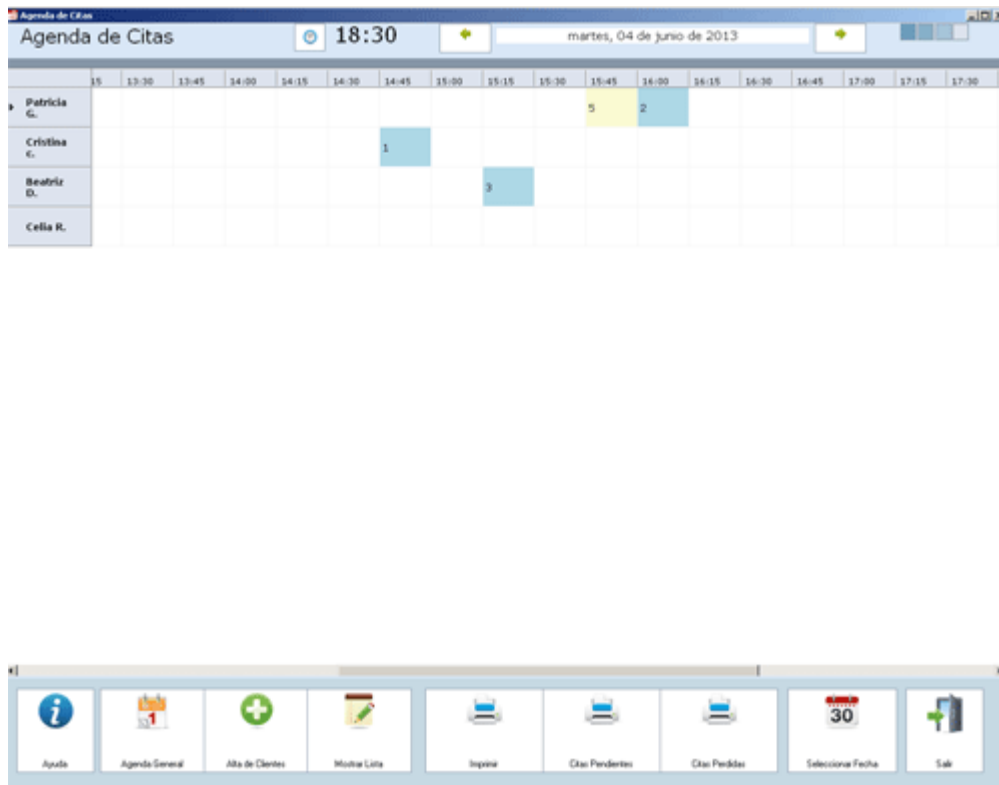 Agenda de Citas
Agenda de Citas 18:30 martes, 04 de junio de 2013
15 13:30 13:45 14:00 14:15 14:30 14:45 15:00 15:15 15:30 15:45 16:00 16:15 16:30 16:45 17:00 17:15 17:30
Patricia
G.
5 2
Cristina
c.
1
Beatriz
D.
3
Celia R.
1 30
Ayuda Agenda General Alta de Clientes Mostrar Lista Imprimir Citas Pendientes Citas Perdidas Seleccionar Fecha Salir